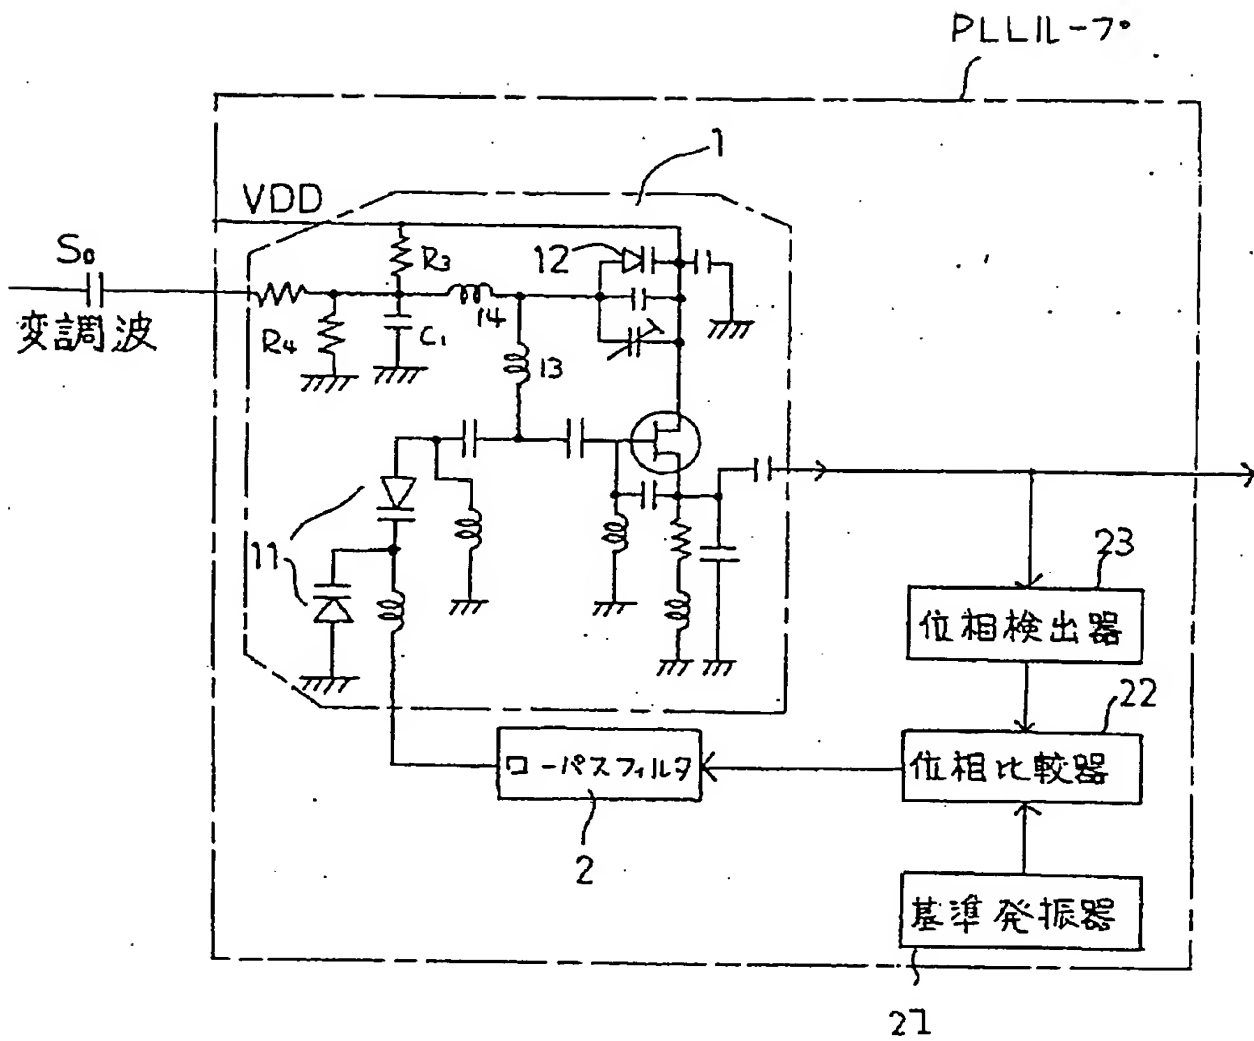 PLLループ
1
VDD
S₀
変調波
R₃
12
14
R₄
C₁
13
11
23
位相検出器
22
位相比較器
ローパスフィルタ
2
基準発振器
21